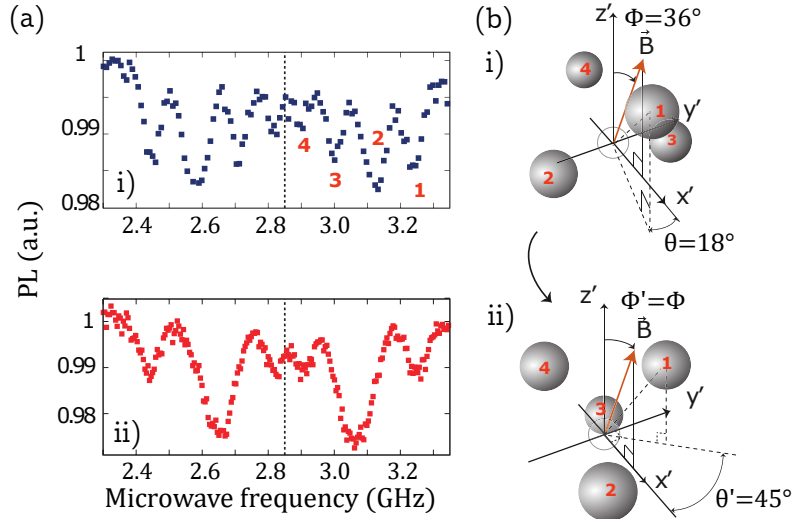 (a)
1
0.99
0.98
i)
4
3
2
1
2.4 2.6 2.8 3.0 3.2
PL (a.u.)
1
0.99
0.98
ii)
2.4 2.6 2.8 3.0 3.2
Microwave frequency (GHz)
(b)
i)
z′
Φ=36°
B
4
1
y′
3
2
x′
θ=18°
ii)
z′
Φ'=Φ
B
4
1
3
y′
2
x′
θ'=45°